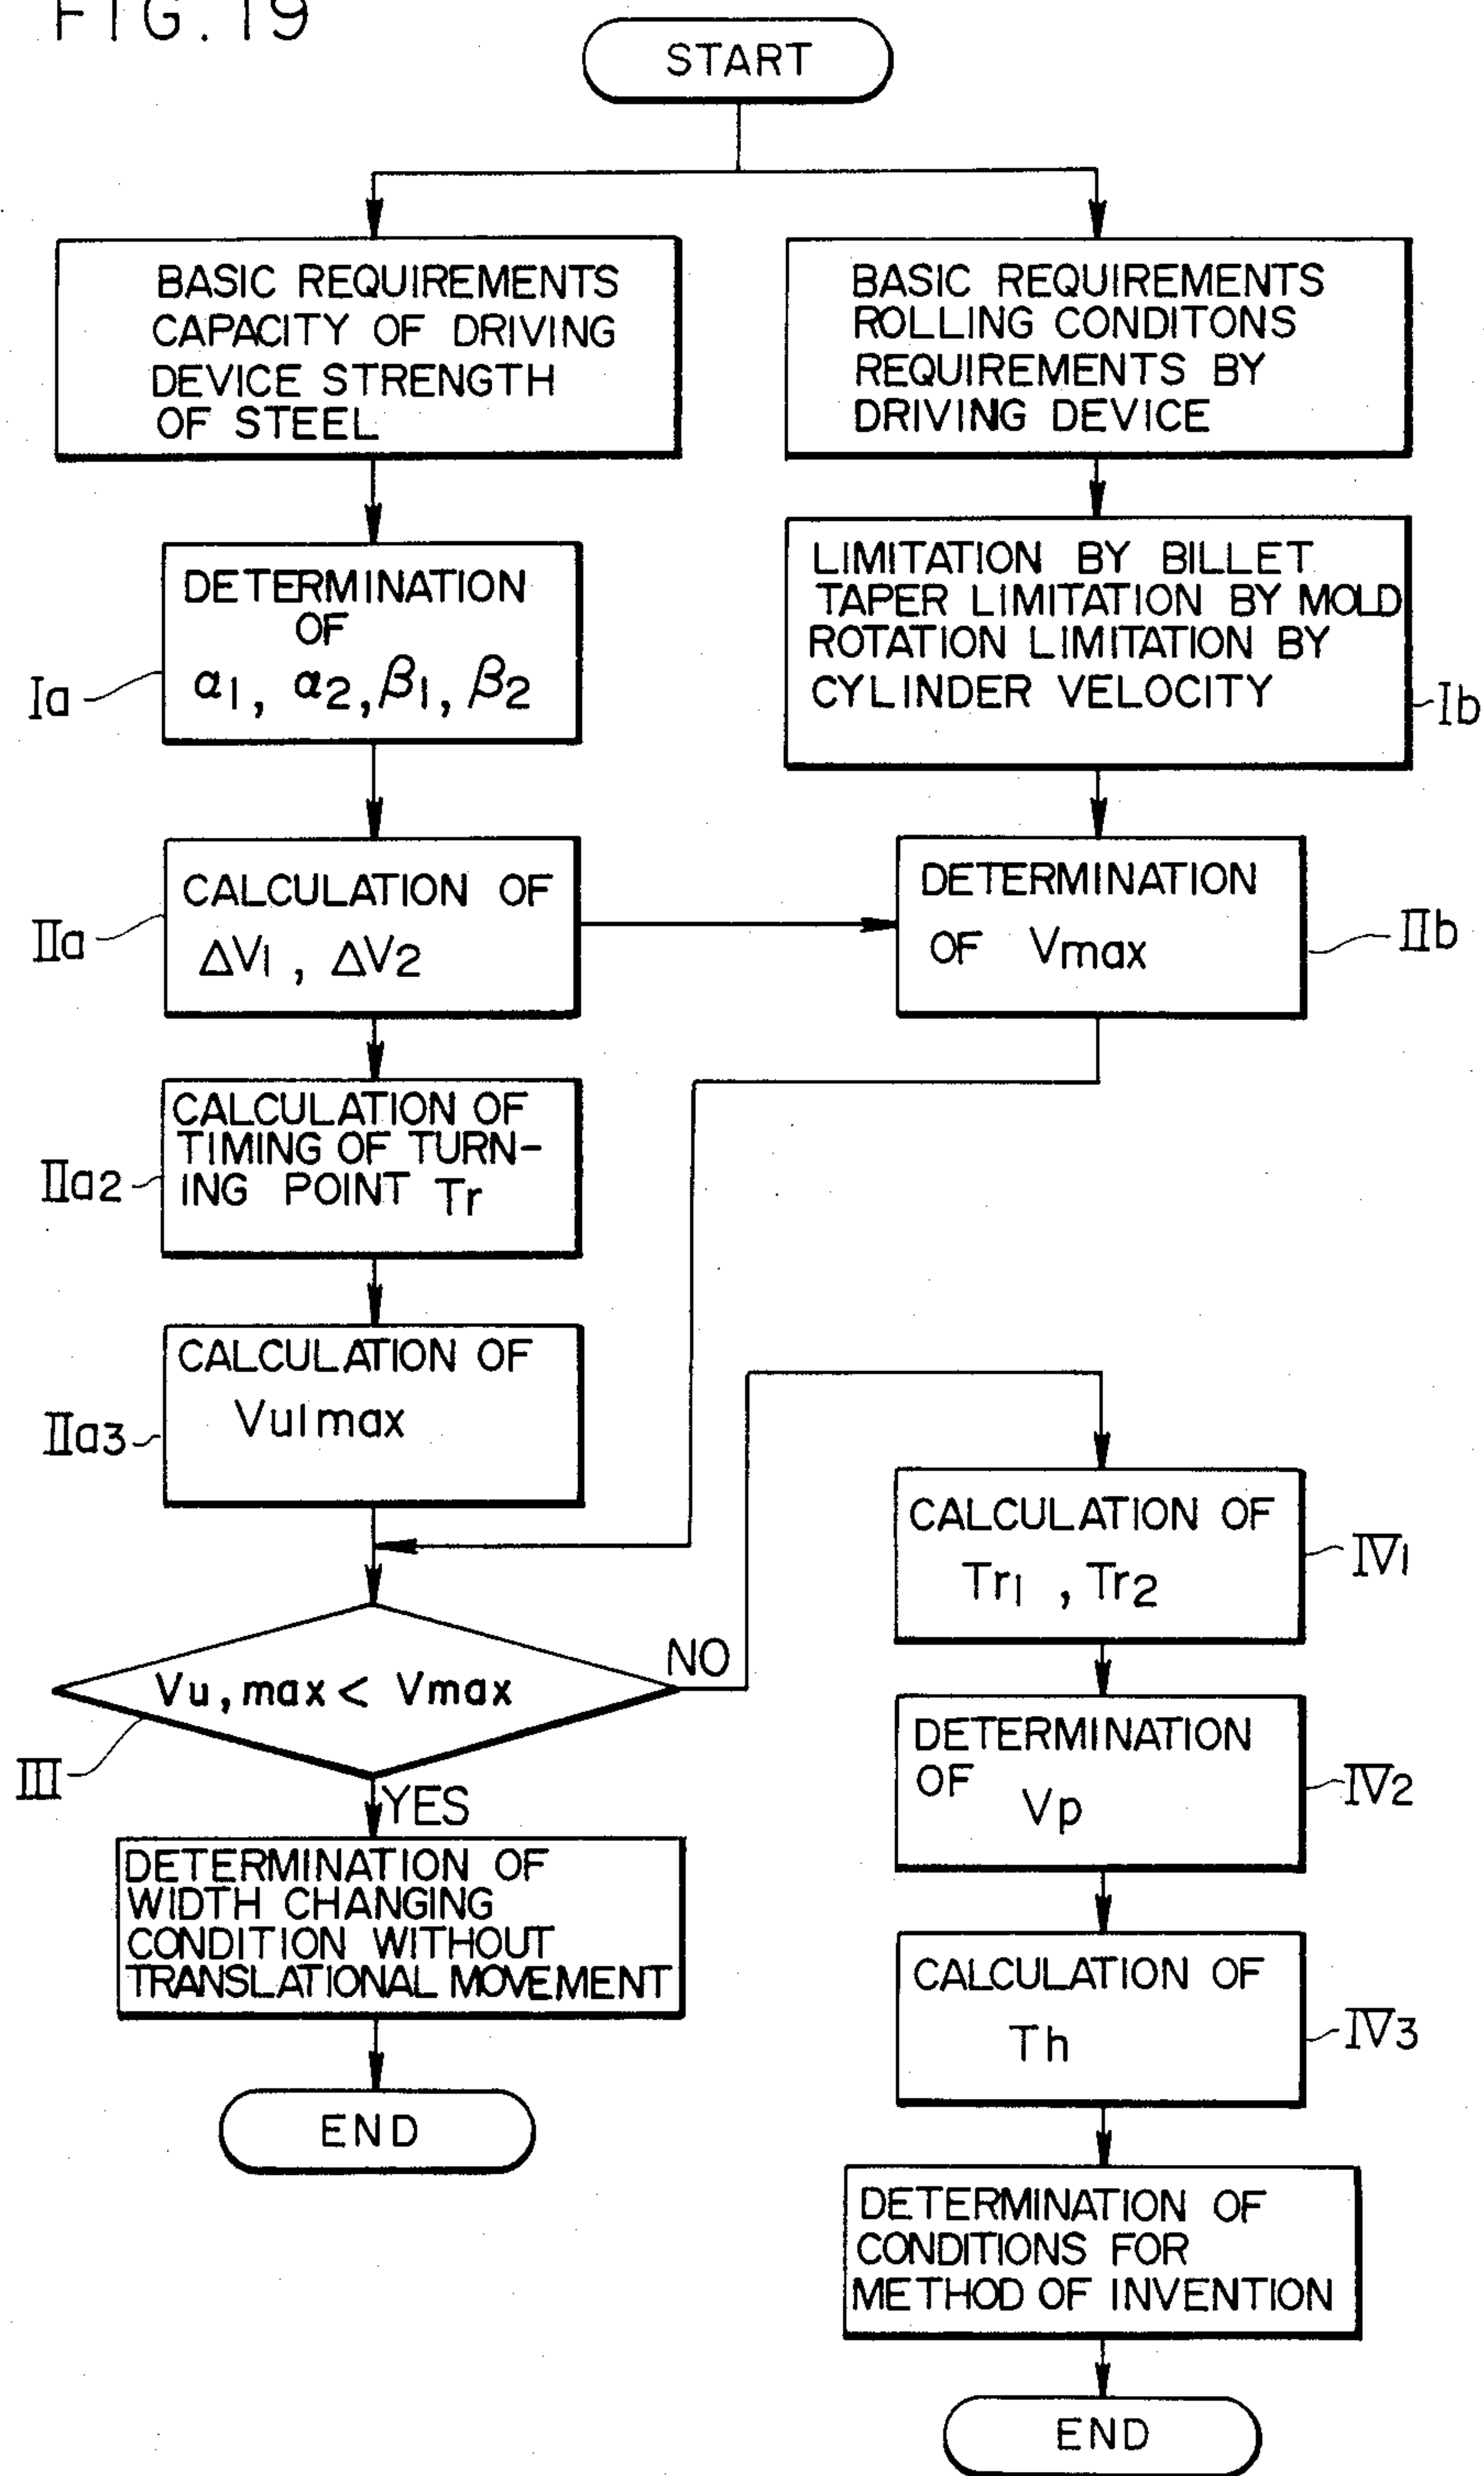 FIG. 19
START
BASIC REQUIREMENTS
CAPACITY OF DRIVING
DEVICE STRENGTH
OF STEEL
BASIC REQUIREMENTS
ROLLING CONDITONS
REQUIREMENTS BY
DRIVING DEVICE
DETERMINATION
OF
α1, α2, β1, β2
Ia
LIMITATION BY BILLET
TAPER LIMITATION BY MOLD
ROTATION LIMITATION BY
CYLINDER VELOCITY
Ib
CALCULATION OF
ΔV1, ΔV2
IIa
DETERMINATION
OF Vmax
IIb
CALCULATION OF
TIMING OF TURN-
ING POINT Tr
IIa2
CALCULATION OF
Vu1max
IIa3
Vu,max < Vmax
III
NO
YES
DETERMINATION OF
WIDTH CHANGING
CONDITION WITHOUT
TRANSLATIONAL MOVEMENT
END
CALCULATION OF
Tr1, Tr2
IV1
DETERMINATION
OF Vp
IV2
CALCULATION OF
Th
IV3
DETERMINATION OF
CONDITIONS FOR
METHOD OF INVENTION
END